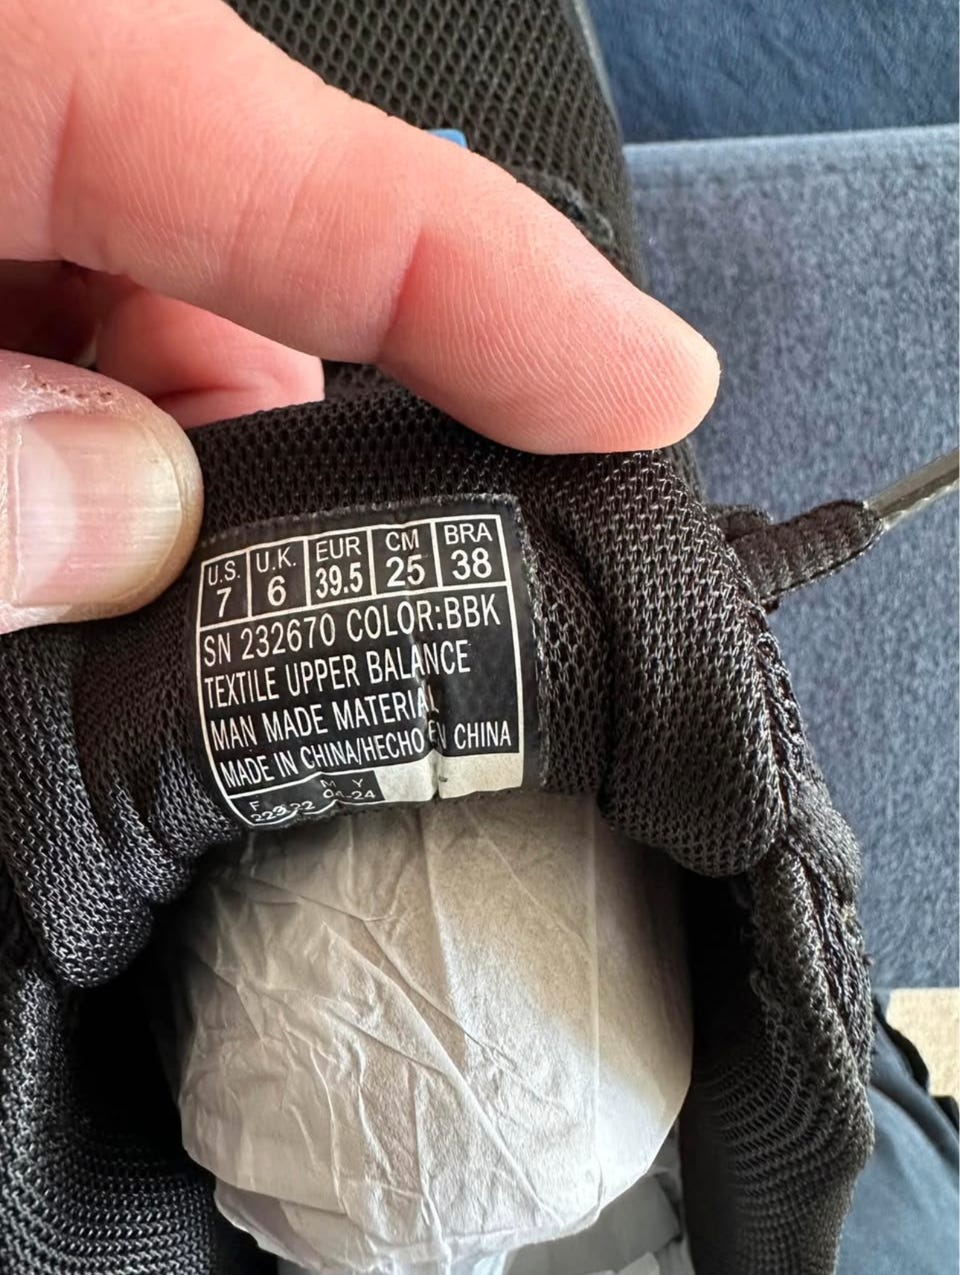 U.S. U.K. EUR CM BRA
7 6 39.5 25 38
SN 232670 COLOR:BBK
TEXTILE UPPER BALANCE
MAN MADE MATERIAL
MADE IN CHINA/HECHO EN CHINA
F M Y
04-24